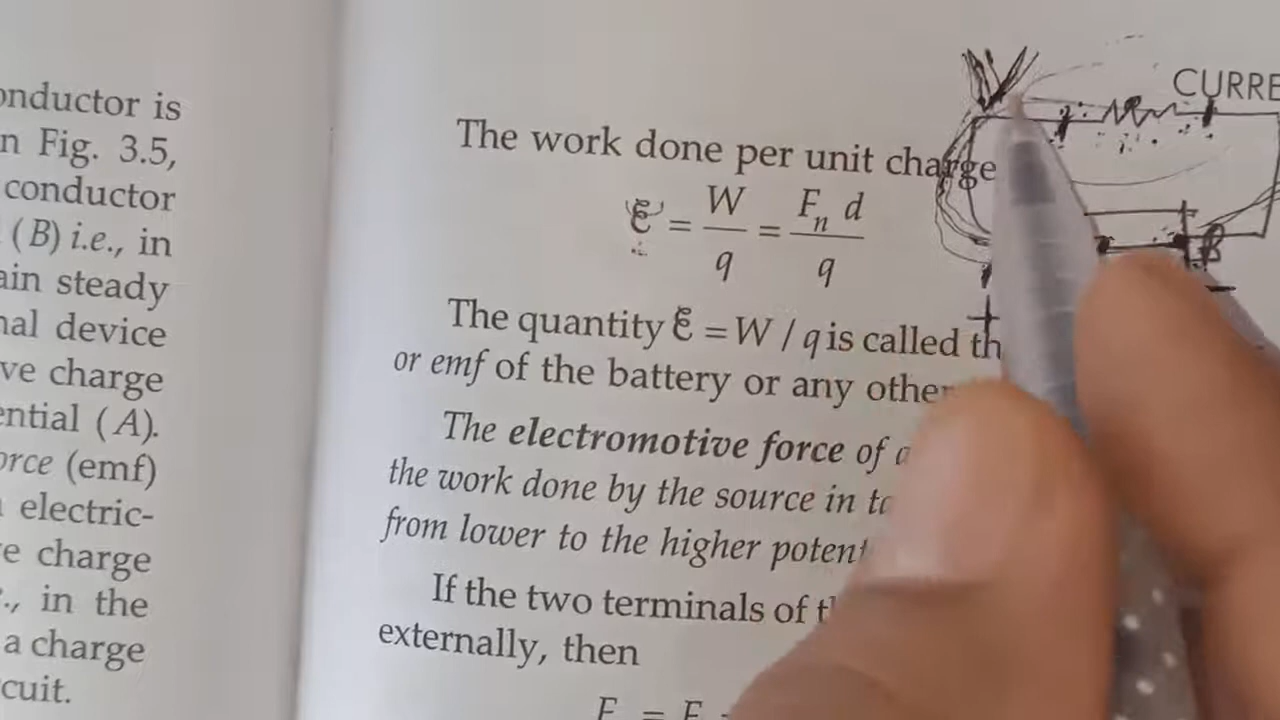 onductor is
n Fig. 3.5,
conductor
(B) i.e., in
ain steady
nal device
ve charge
ential (A).
orce (emf)
electric-
e charge
., in the
a charge
cuit.
CURRE
The work done per unit charge
ℰ = W / q = Fₙ d / q
The quantity ℰ = W / q is called th
or emf of the battery or any other
The electromotive force of a
the work done by the source in ta
from lower to the higher potent
If the two terminals of th
externally, then
B
+
−